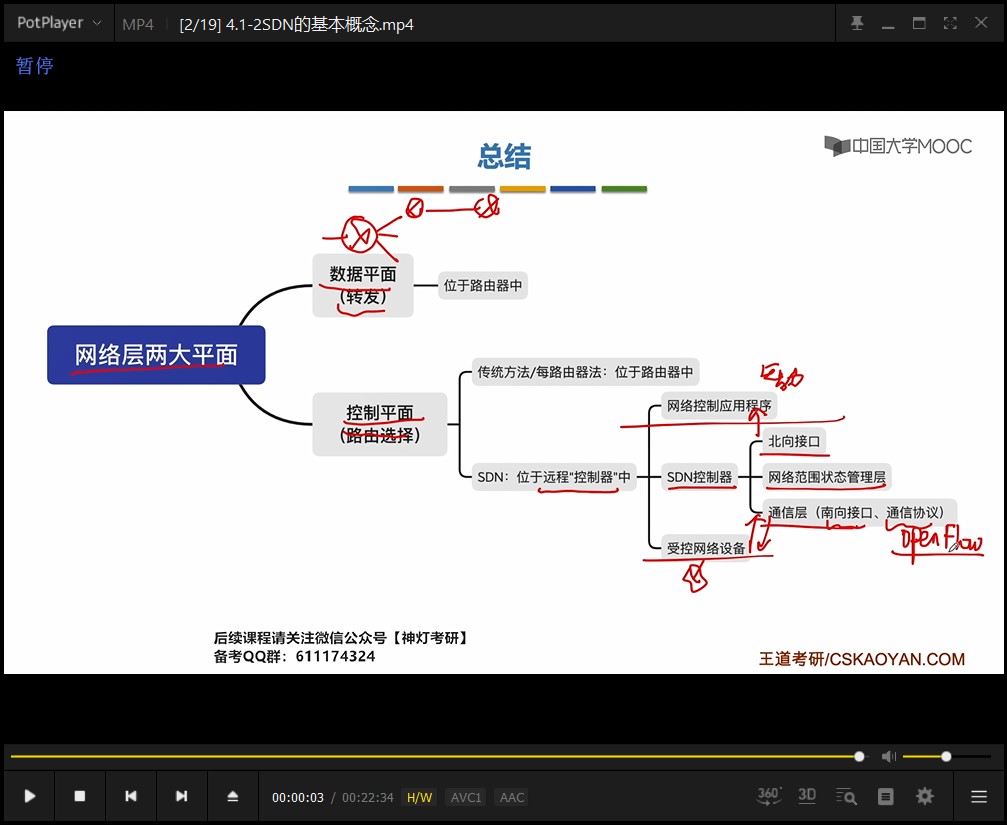 PotPlayer MP4 [2/19] 4.1-2SDN的基本概念.mp4
暂停
总结
中国大学MOOC
数据平面
(转发)
位于路由器中
网络层两大平面
控制平面
(路由选择)
传统方法/每路由器法：位于路由器中
网络控制应用程序
北向接口
SDN：位于远程“控制器”中
SDN控制器
网络范围状态管理层
通信层（南向接口、通信协议）
OpenFlow
受控网络设备
后续课程请关注微信公众号【神灯考研】
备考QQ群：611174324
王道考研/CSKAOYAN.COM
00:00:03 / 00:22:34 H/W AVC1 AAC
360° 3D